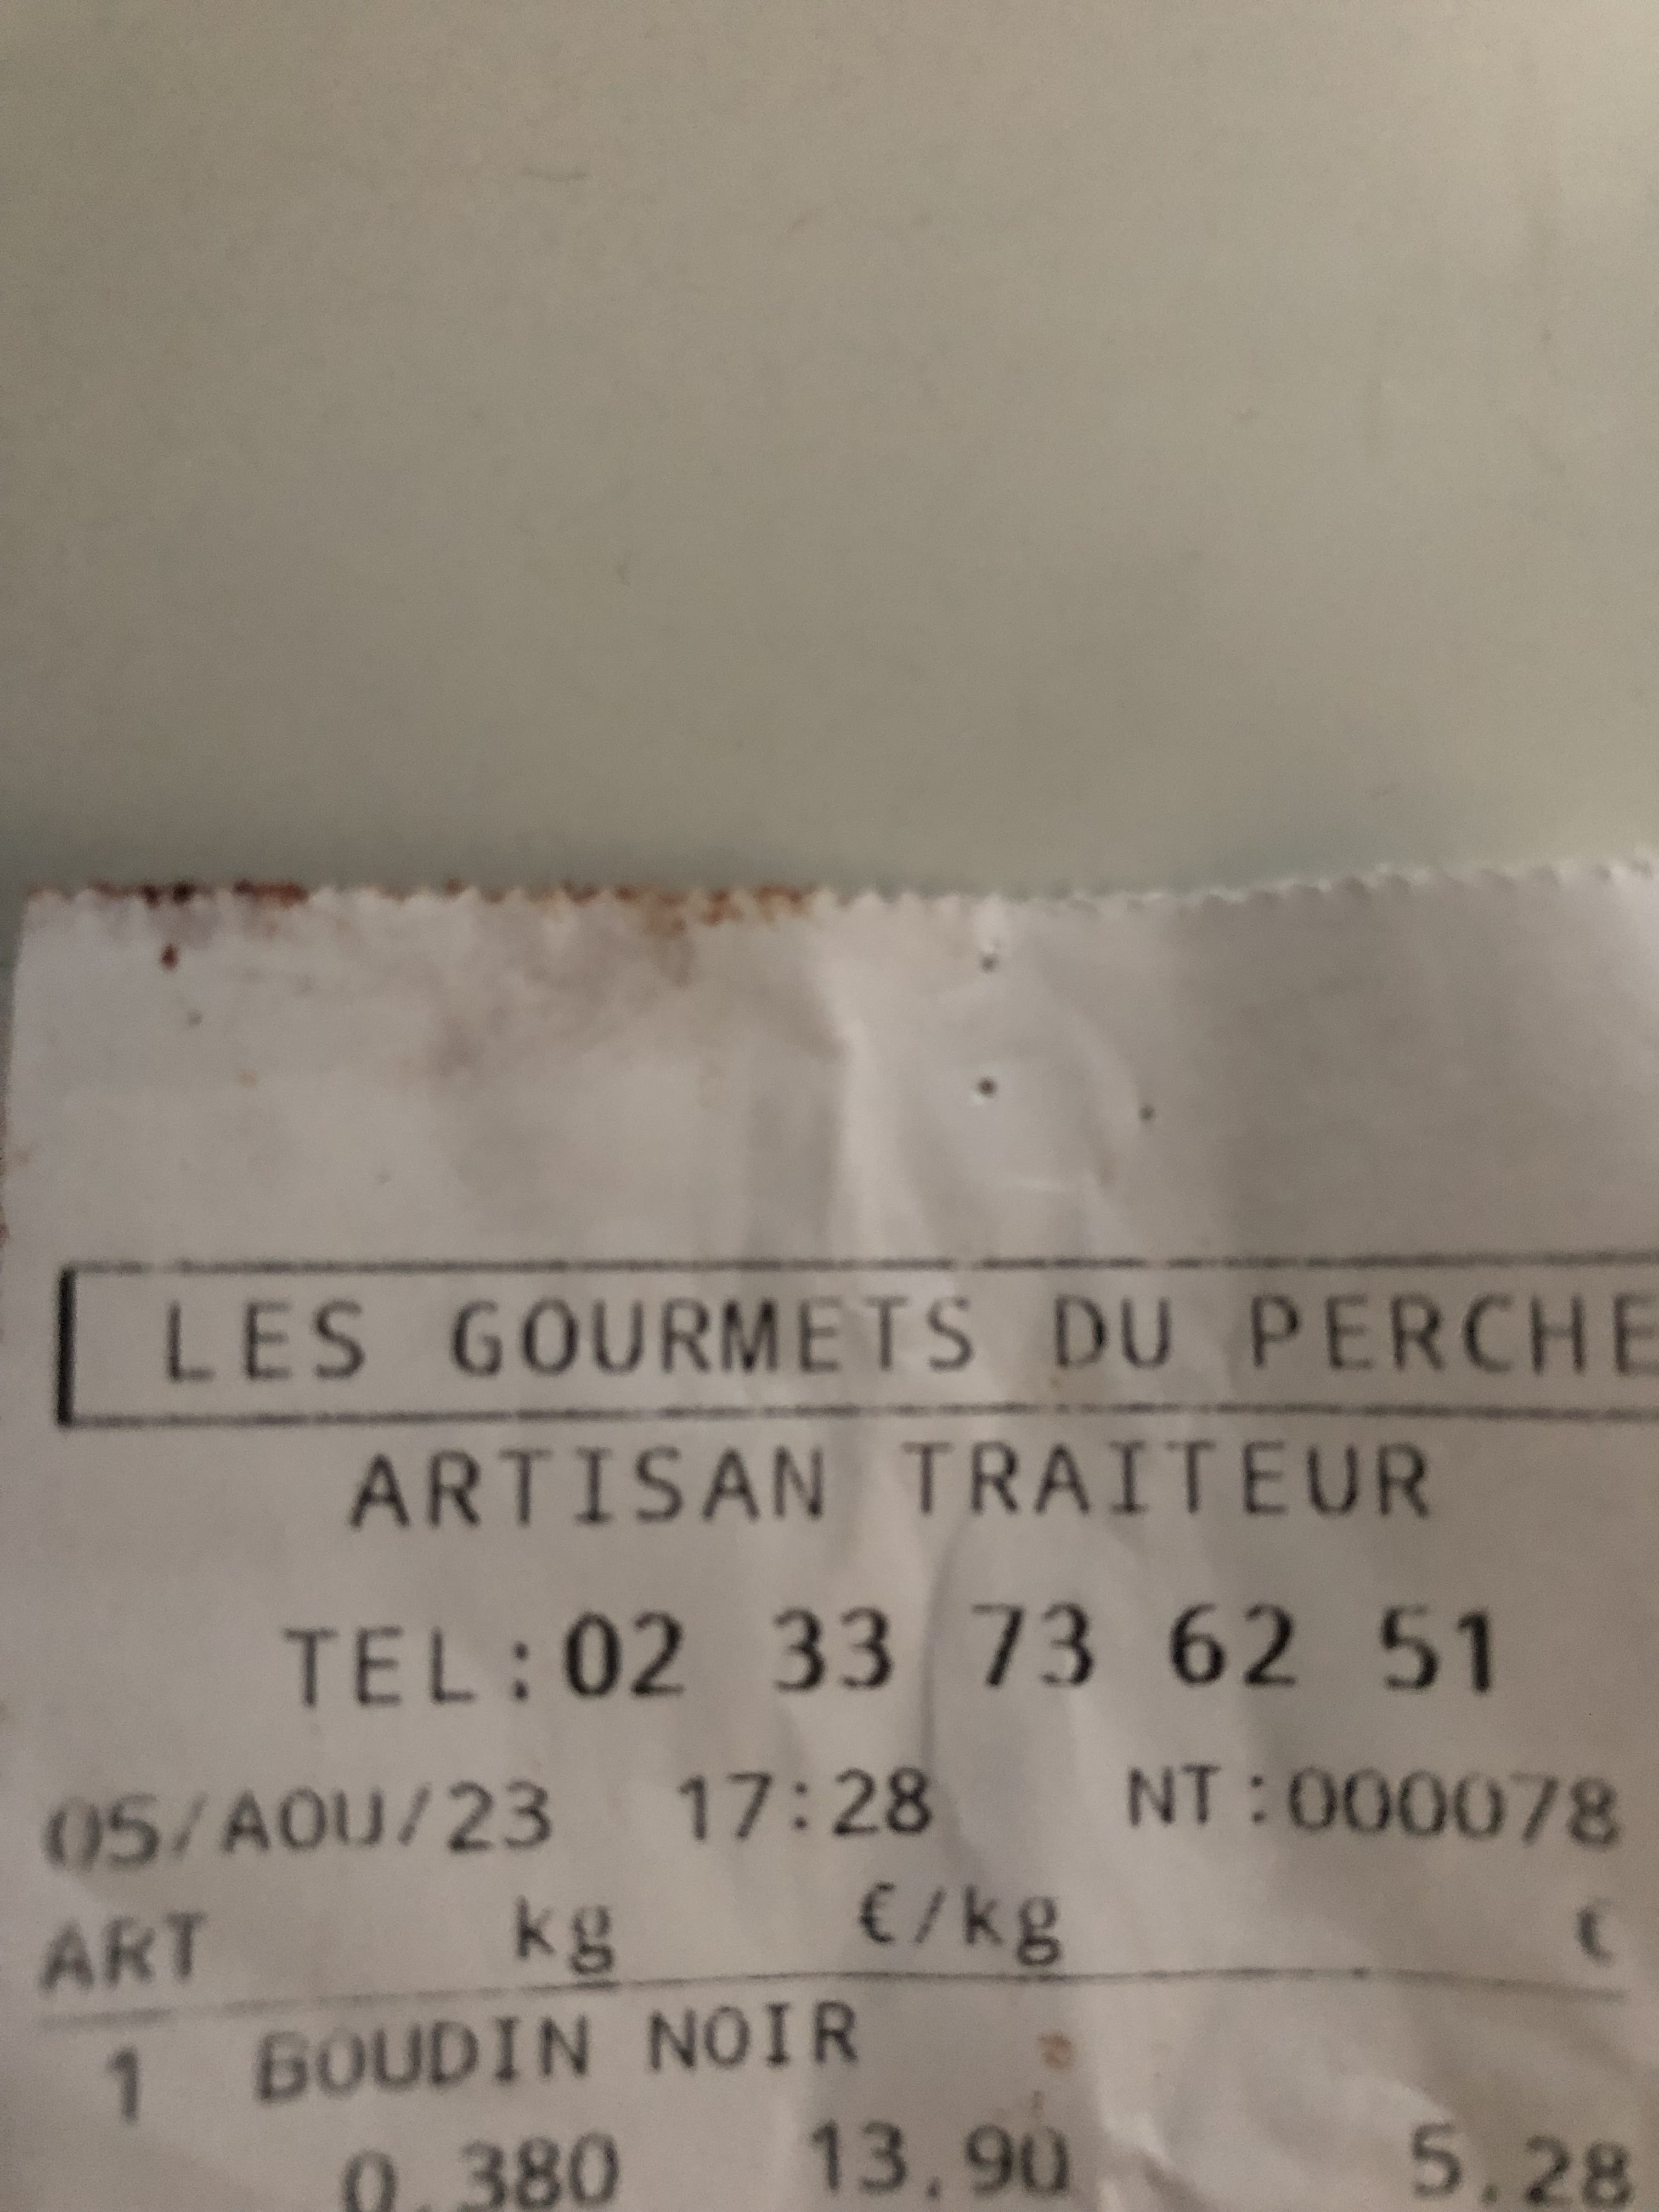 LES GOURMETS DU PERCHE
ARTISAN TRAITEUR
TEL:02 33 73 62 51
05/AOU/23 17:28 NT:000078
ART kg €/kg €
1 BOUDIN NOIR
0.380 13.90 5.28